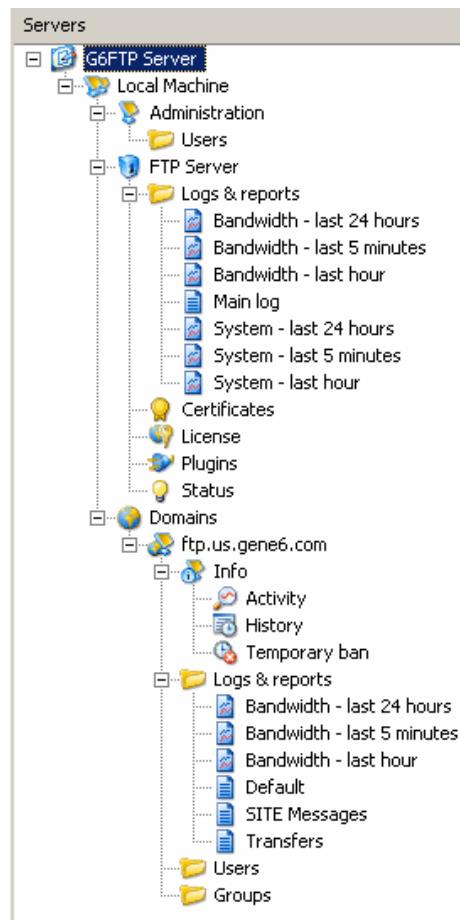 Servers
G6FTP Server
Local Machine
Administration
Users
FTP Server
Logs & reports
Bandwidth - last 24 hours
Bandwidth - last 5 minutes
Bandwidth - last hour
Main log
System - last 24 hours
System - last 5 minutes
System - last hour
Certificates
License
Plugins
Status
Domains
ftp.us.gene6.com
Info
Activity
History
Temporary ban
Logs & reports
Bandwidth - last 24 hours
Bandwidth - last 5 minutes
Bandwidth - last hour
Default
SITE Messages
Transfers
Users
Groups